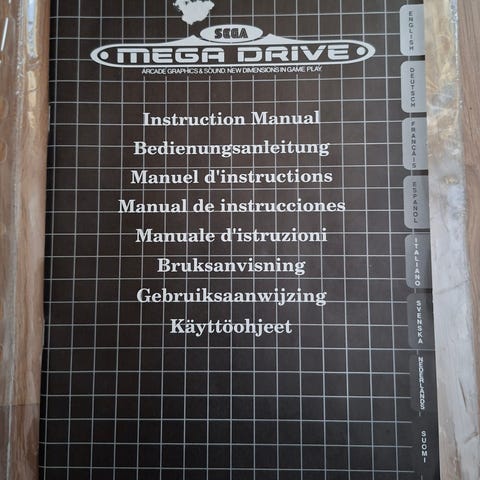 SEGA
MEGA DRIVE
ARCADE GRAPHICS & SOUND: NEW DIMENSIONS IN GAME PLAY
Instruction Manual
Bedienungsanleitung
Manuel d'instructions
Manual de instrucciones
Manuale d'istruzioni
Bruksanvisning
Gebruiksaanwijzing
Käyttöohjeet
ENGLISH
DEUTSCH
FRANÇAIS
ESPAÑOL
ITALIANO
SVENSKA
NEDERLANDS
SUOMI